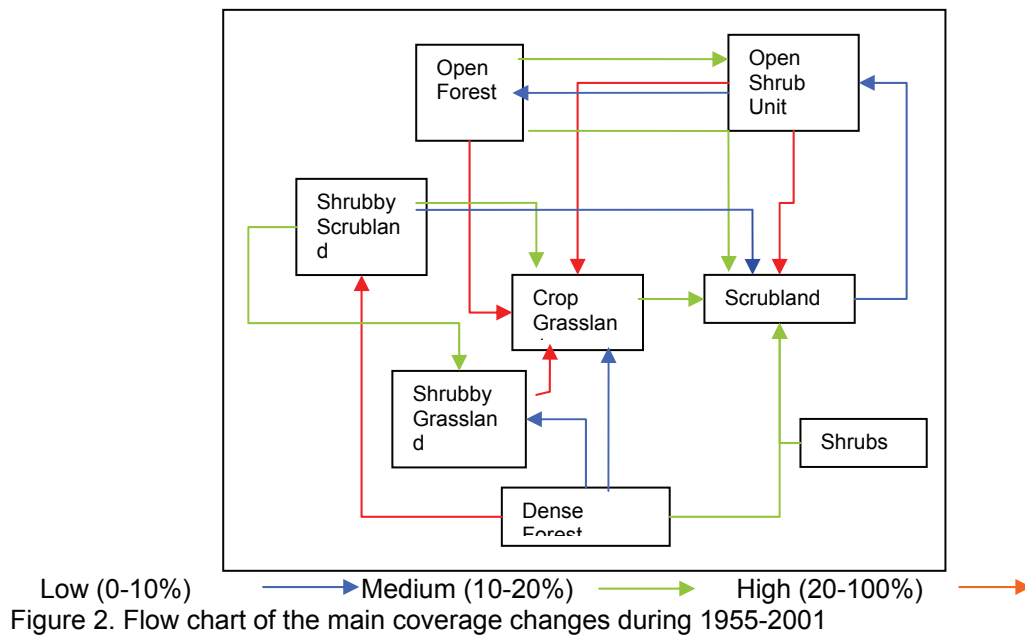 Open
Forest
Open
Shrub
Unit
Shrubby
Scrublan
d
Crop
Grasslan
Scrubland
Shrubby
Grasslan
d
Shrubs
Dense
Forest
Low (0-10%) Medium (10-20%) High (20-100%)
Figure 2. Flow chart of the main coverage changes during 1955-2001